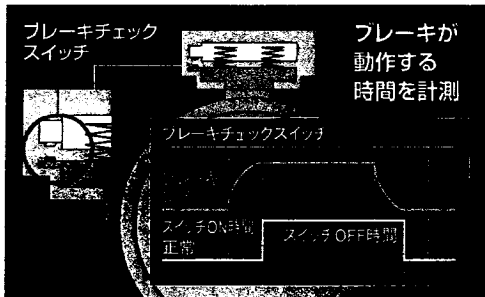 ブレーキチェック
スイッチ
ブレーキが
動作する
時間を計測
ブレーキチェックスイッチ
スイッチON時間
正常
スイッチOFF時間